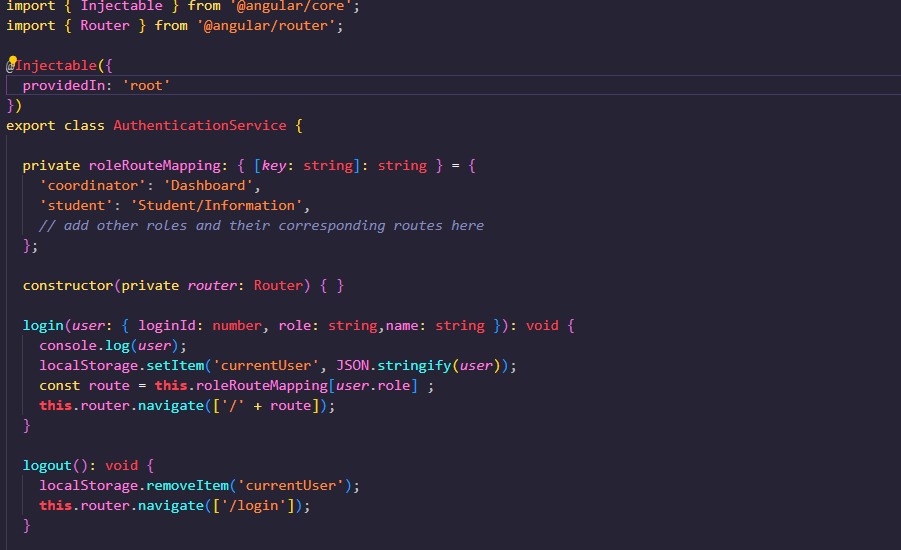 import { Injectable } from '@angular/core';
import { Router } from '@angular/router';
@Injectable({
providedIn: 'root'
})
export class AuthenticationService {
private roleRouteMapping: { [key: string]: string } = {
'coordinator': 'Dashboard',
'student': 'Student/Information',
// add other roles and their corresponding routes here
};
constructor(private router: Router) { }
login(user: { loginId: number, role: string,name: string }): void {
console.log(user);
localStorage.setItem('currentUser', JSON.stringify(user));
const route = this.roleRouteMapping[user.role] ;
this.router.navigate(['/' + route]);
}
logout(): void {
localStorage.removeItem('currentUser');
this.router.navigate(['/login']);
}